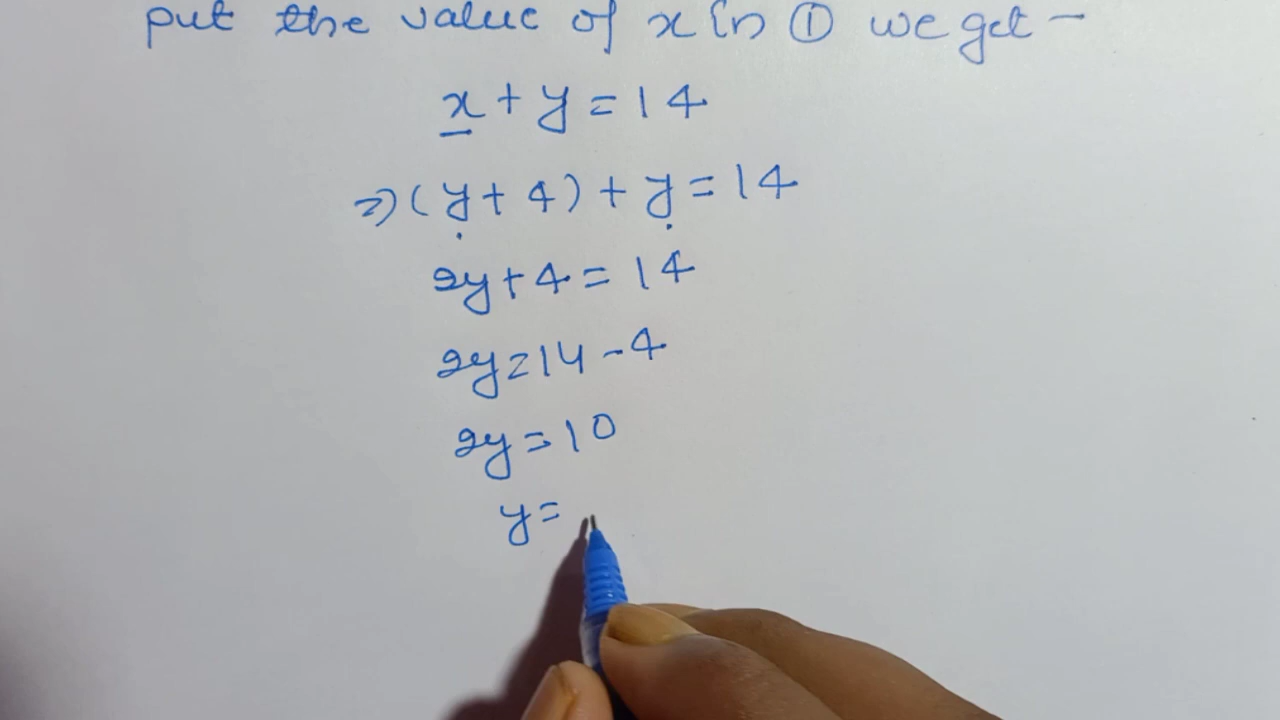 put the value of x in ① we get -
x + y = 14
⇒ (y + 4) + y = 14
2y + 4 = 14
2y = 14 - 4
2y = 10
y =